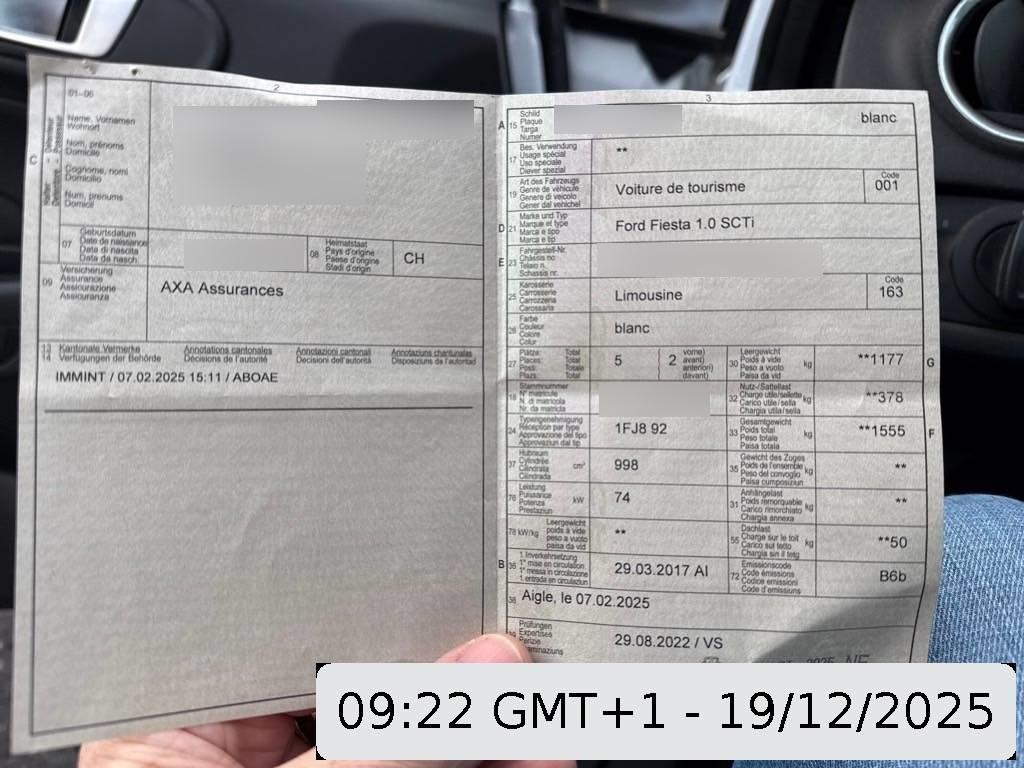 2
01-06
Name, Vornamen
Wohnort
Nom, prénoms
Domicile
Cognome, nomi
Domicilio
Num, prenums
Domicil
C
07
Geburtsdatum
Date de naissance
Data di nascita
Data da nasch.
08
Heimatstaat
Pays d'origine
Paese d'origine
Stadi d'origin
CH
09
Versicherung
Assurance
Assicurazione
Assicuranza
AXA Assurances
13 Kantonale Vermerke
14 Verfügungen der Behörde
Annotations cantonales
Décisions de l'autorité
Annotazioni cantonali
Decisioni dell'autorità
Annotaziuns chantunalas
Disposiziuns da l'autoritad
IMMINT / 07.02.2025 15:11 / ABOAE
3
A 15
Schild
Plaque
Targa
Numer
blanc
17
Bes. Verwendung
Usage spécial
Uso speciale
Diever spezial
**
19
Art des Fahrzeugs
Genre de véhicule
Genere di veicolo
Gener dal vehichel
Voiture de tourisme
Code
001
D 21
Marke und Typ
Marque et type
Marca e tipo
Marca e tip
Ford Fiesta 1.0 SCTi
E 23
Fahrgestell-Nr.
Châssis no
Telaio n.
Schassis nr.
25
Karosserie
Carrosserie
Carrozzeria
Carossaria
Limousine
Code
163
26
Farbe
Couleur
Colore
Colur
blanc
27
Plätze: Total
Places: Total
Posti: Totale
Plazs: Total
5
2
vorne)
avant)
anteriori)
davant)
30
Leergewicht
Poids à vide
Peso a vuoto
Paisa da vid
kg
**1177
G
18
Stammnummer
N° matricule
N. di matricola
Nr. da matricla
32
Nutz-/Sattellast
Charge utile/sellette
Carico utile/sella
Chargia utila/sella
kg
**378
24
Typengenehmigung
Réception par type
Approvazione del tipo
Approvaziun dal tip
1FJ8 92
33
Gesamtgewicht
Poids total
Peso totale
Paisa totala
kg
**1555
F
37
Hubraum
Cylindrée
Cilindrata
Cilindrada
cm³
998
35
Gewicht des Zuges
Poids de l'ensemble
Peso del convoglio
Paisa cumposiziun
kg
**
76
Leistung
Puissance
Potenza
Prestaziun
kW
74
31
Anhängelast
Poids remorquable
Carico rimorchiato
Chargia annexa
kg
**
78 kW/kg
Leergewicht
poids à vide
peso a vuoto
paisa da vid
**
55
Dachlast
Charge sur le toit
Carico sul tetto
Chargia sin il tetg
kg
**50
B 36
1. Inverkehrsetzung
1re mise en circulation
1a messa in circolazione
1. entrada en circulaziun
29.03.2017 AI
72
Emissionscode
Code émissions
Codice emissioni
Code d'emissiuns
B6b
38
Aigle, le 07.02.2025
39
Prüfungen
Expertises
Perizie
29.08.2022 / VS
2025 NE
09:22 GMT+1 - 19/12/2025